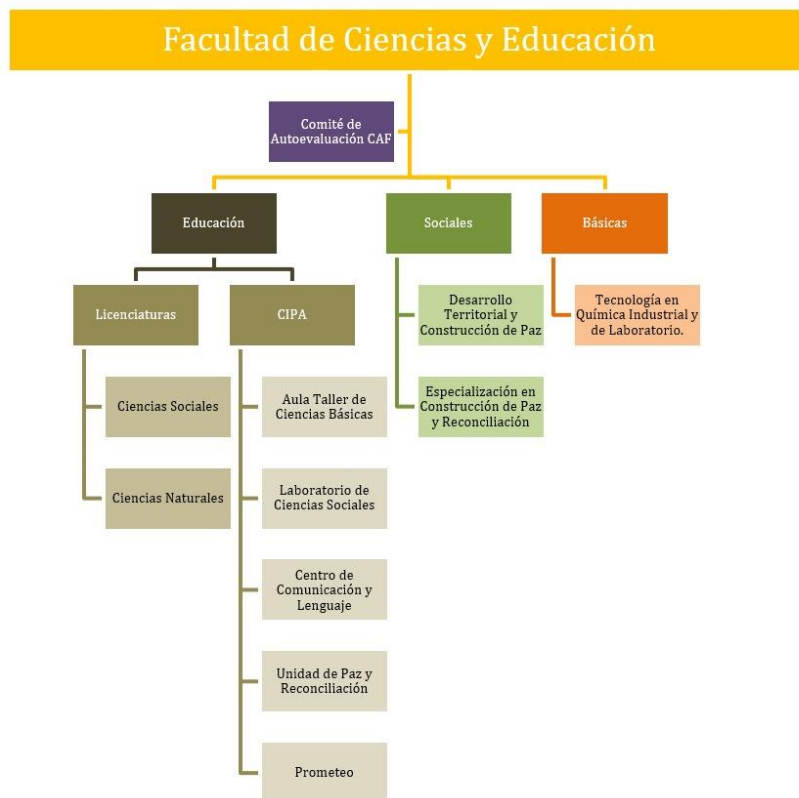 Facultad de Ciencias y Educación
Comité de
Autoevaluación CAF
Educación
Sociales
Básicas
Licenciaturas
CIPA
Desarrollo
Territorial y
Construcción de Paz
Tecnología en
Química Industrial y
de Laboratorio.
Ciencias Sociales
Aula Taller de
Ciencias Básicas
Especialización en
Construcción de Paz
y Reconciliación
Ciencias Naturales
Laboratorio de
Ciencias Sociales
Centro de
Comunicación y
Lenguaje
Unidad de Paz y
Reconciliación
Prometeo